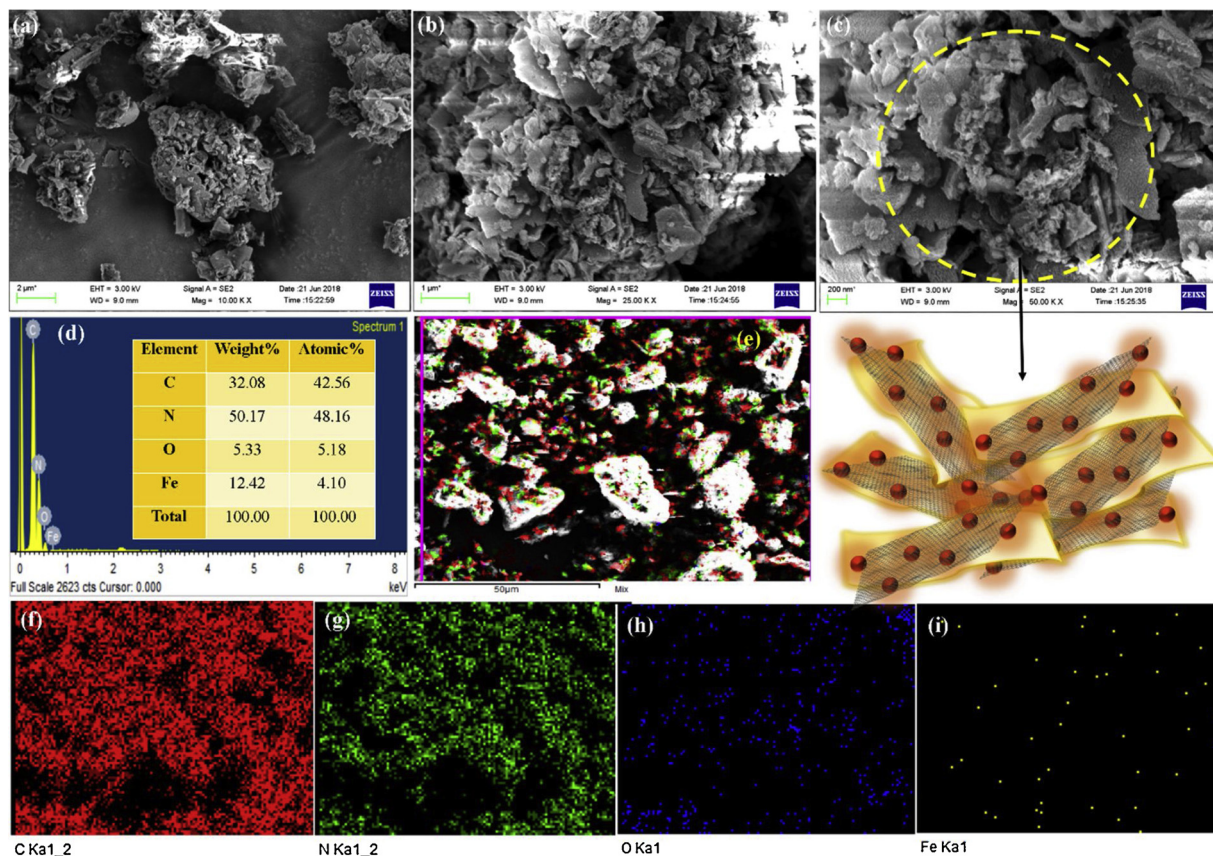 (a)
2 µm*
EHT = 3.00 kV
WD = 9.0 mm
Signal A = SE2
Mag = 10.00 K X
Date :21 Jun 2018
Time :15:22:59
ZEISS
(b)
1 µm*
EHT = 3.00 kV
WD = 9.0 mm
Signal A = SE2
Mag = 25.00 K X
Date :21 Jun 2018
Time :15:24:55
ZEISS
(c)
200 nm*
EHT = 3.00 kV
WD = 9.0 mm
Signal A = SE2
Mag = 50.00 K X
Date :21 Jun 2018
Time :15:25:35
ZEISS
(d)
Spectrum 1
C
N
O
Fe
Element Weight% Atomic%
C 32.08 42.56
N 50.17 48.16
O 5.33 5.18
Fe 12.42 4.10
Total 100.00 100.00
0 1 2 3 4 5 6 7 8
Full Scale 2623 cts Cursor: 0.000 keV
(e)
50µm Mix
(f)
C Ka1_2
(g)
N Ka1_2
(h)
O Ka1
(i)
Fe Ka1